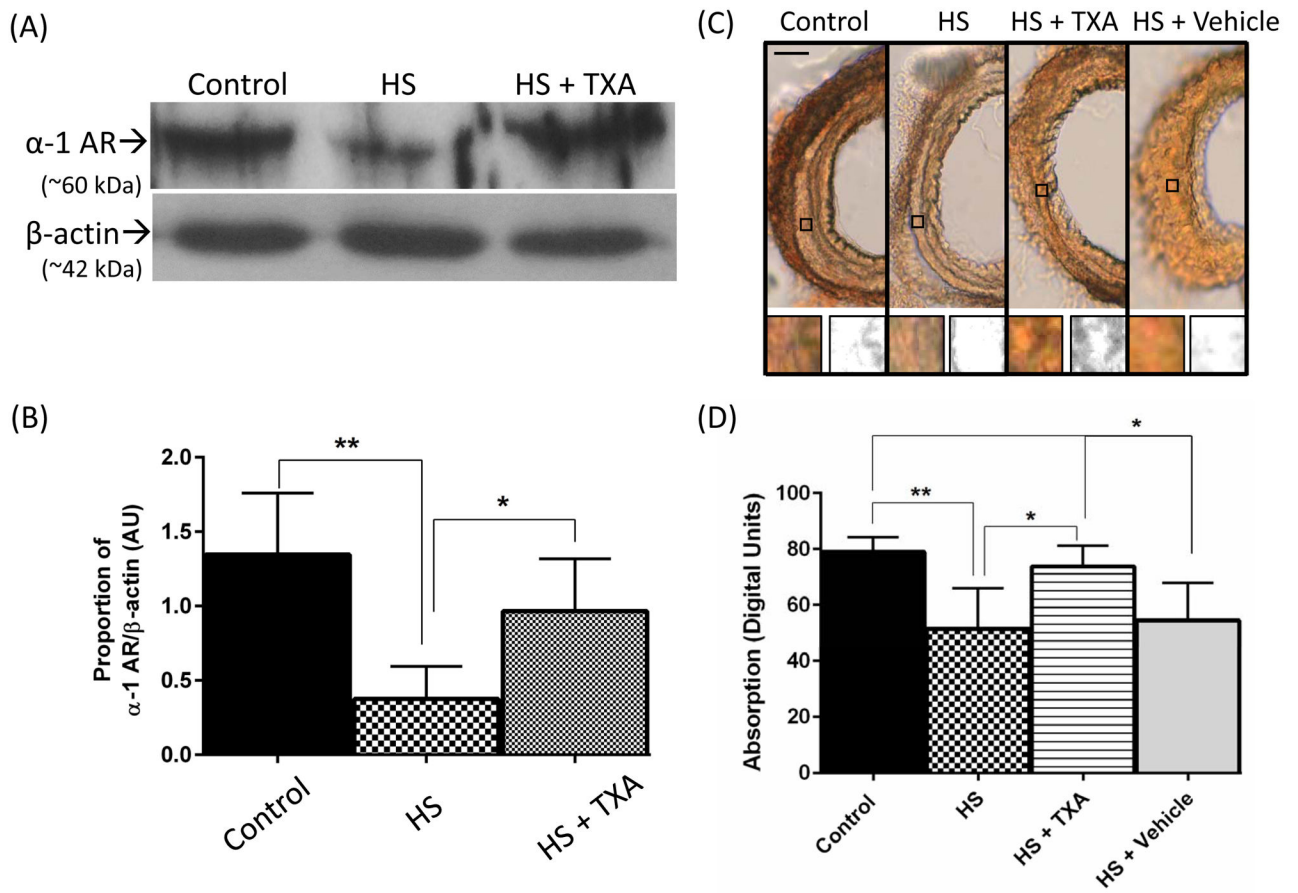 (A)
Control HS HS + TXA
α-1 AR→
(~60 kDa)
β-actin→
(~42 kDa)
(C)
Control HS HS + TXA HS + Vehicle
(B)
**
*
2.0
1.5
1.0
0.5
0.0
Proportion of
α-1 AR/β-actin (AU)
Control
HS
HS + TXA
(D)
*
**
*
100
80
60
40
20
0
Absorption (Digital Units)
Control
HS
HS + TXA
HS + Vehicle